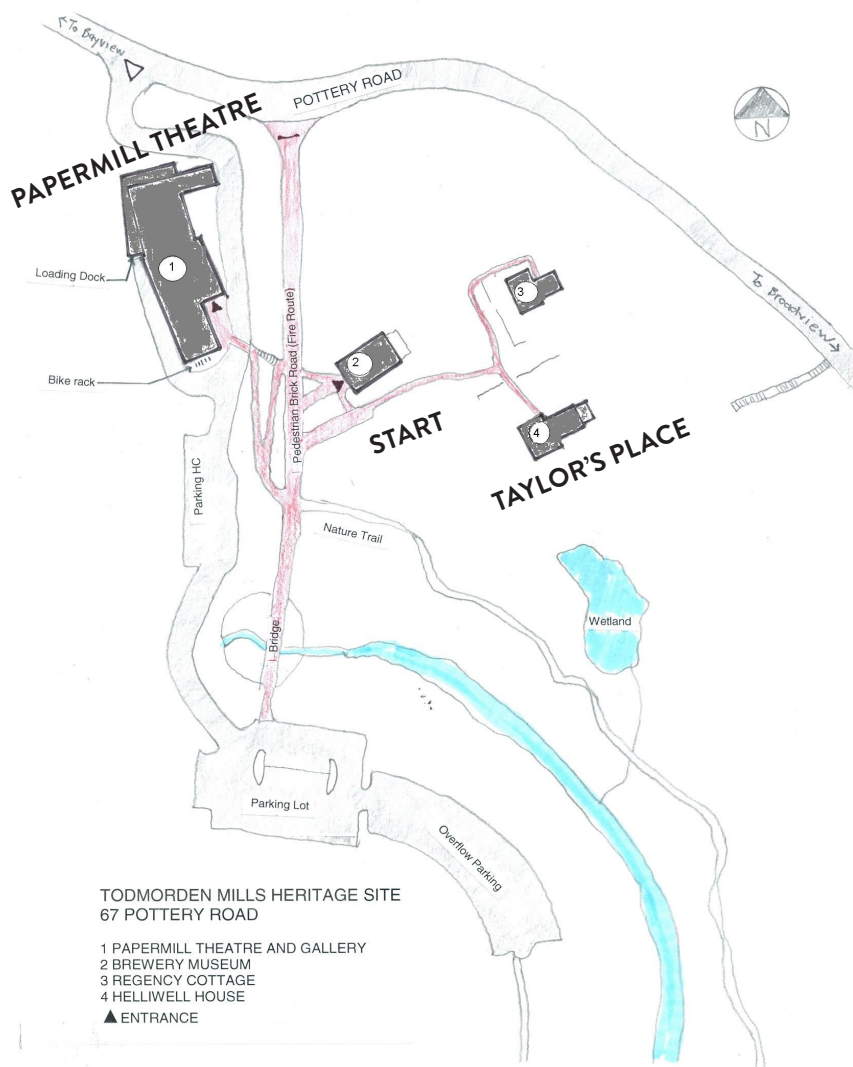 To Bayview
POTTERY ROAD
PAPERMILL THEATRE
N
1
Loading Dock
3
To Broadview
Pedestrian Brick Road (Fire Route)
2
Bike rack
START
4
TAYLOR'S PLACE
Parking HC
Nature Trail
Wetland
Bridge
Parking Lot
Overflow Parking
TODMORDEN MILLS HERITAGE SITE
67 POTTERY ROAD
1 PAPERMILL THEATRE AND GALLERY
2 BREWERY MUSEUM
3 REGENCY COTTAGE
4 HELLIWELL HOUSE
ENTRANCE